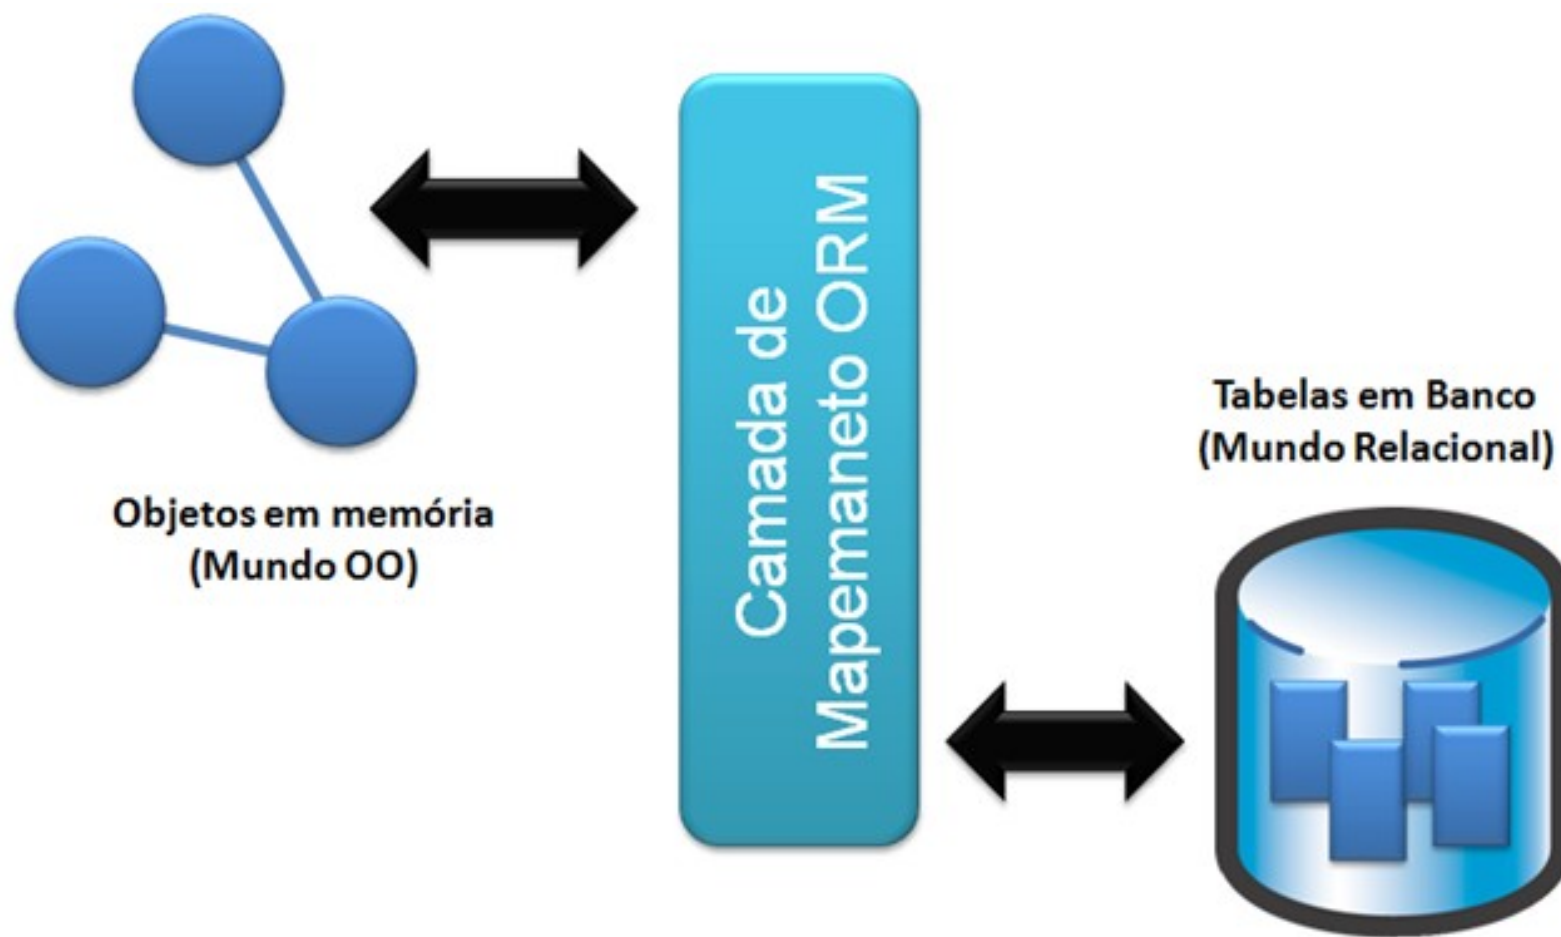 Objetos em memória
(Mundo OO)
Camada de
Mapemaneto ORM
Tabelas em Banco
(Mundo Relacional)